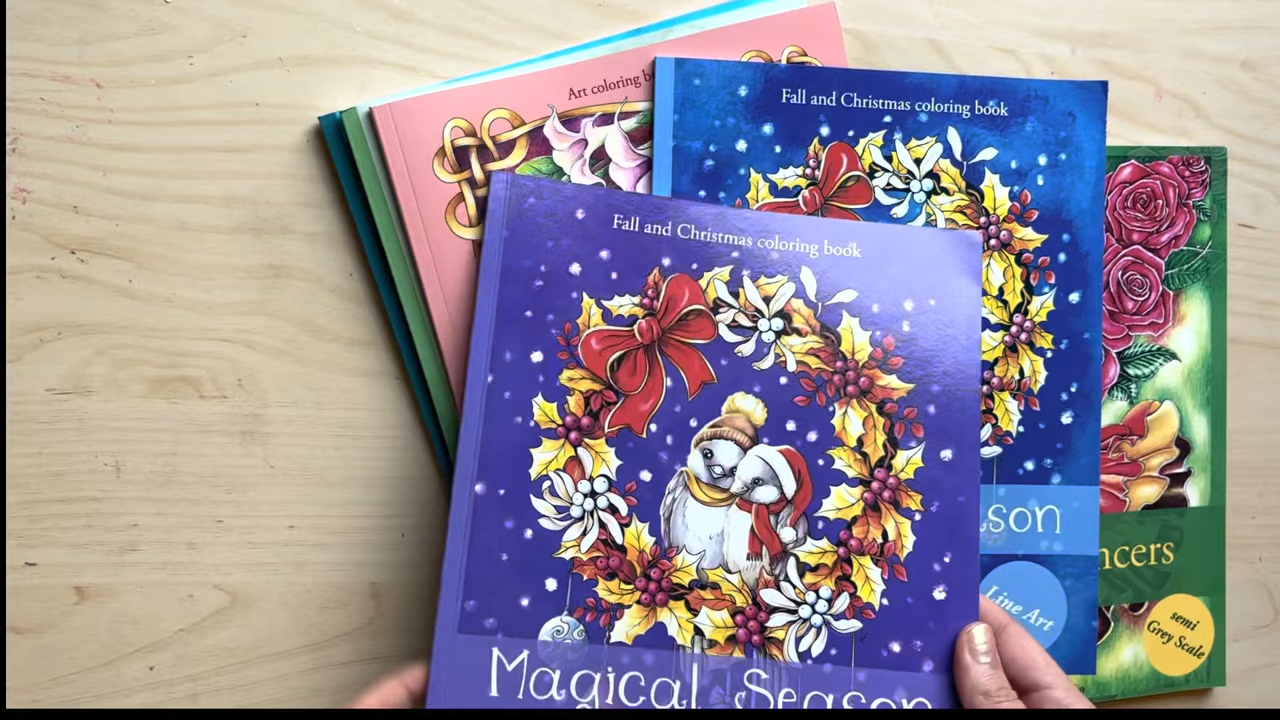 Art coloring
Fall and Christmas coloring book
Fall and Christmas coloring book
son
Line Art
ncers
semi
Grey Scale
Magical Season